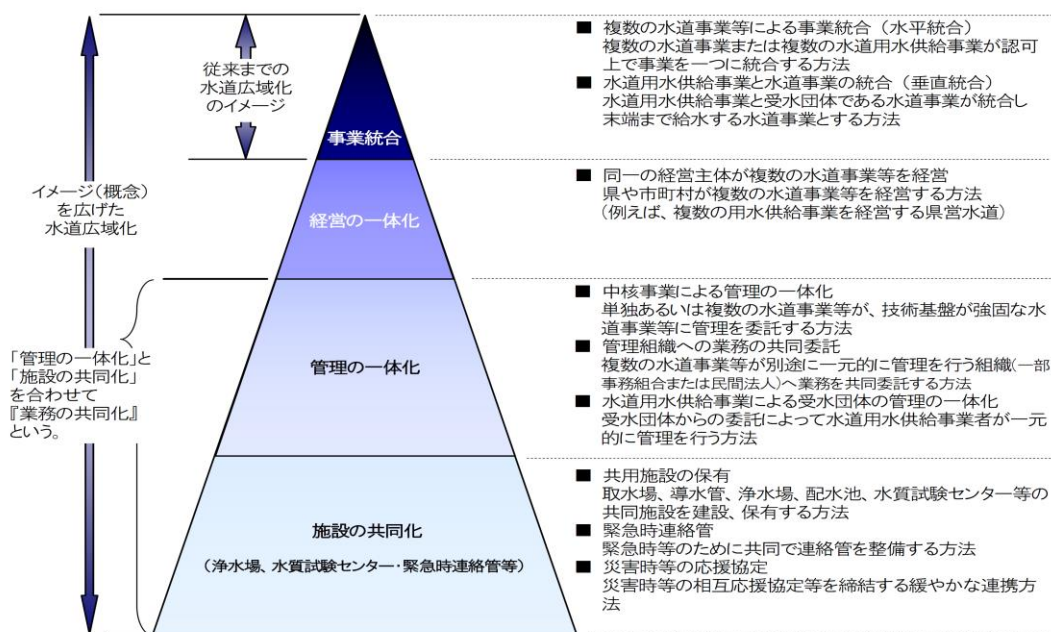 従来までの
水道広域化
のイメージ
イメージ(概念)
を広げた
水道広域化
「管理の一体化」と
「施設の共同化」
を合わせて
『業務の共同化』
という。
事業統合
経営の一体化
管理の一体化
施設の共同化
(浄水場、水質試験センター・緊急時連絡管等)
■ 複数の水道事業等による事業統合(水平統合)
複数の水道事業または複数の水道用水供給事業が認可
上で事業を一つに統合する方法
■ 水道用水供給事業と水道事業の統合(垂直統合)
水道用水供給事業と受水団体である水道事業が統合し
末端まで給水する水道事業とする方法
■ 同一の経営主体が複数の水道事業等を経営
県や市町村が複数の水道事業等を経営する方法
(例えば、複数の用水供給事業を経営する県営水道)
■ 中核事業による管理の一体化
単独あるいは複数の水道事業等が、技術基盤が強固な水
道事業等に管理を委託する方法
■ 管理組織への業務の共同委託
複数の水道事業等が別途に一元的に管理を行う組織(一部
事務組合または民間法人)へ業務を共同委託する方法
■ 水道用水供給事業による受水団体の管理の一体化
受水団体からの委託によって水道用水供給事業者が一元
的に管理を行う方法
■ 共用施設の保有
取水場、導水管、浄水場、配水池、水質試験センター等の
共同施設を建設、保有する方法
■ 緊急時連絡管
緊急時等のために共同で連絡管を整備する方法
■ 災害時等の応援協定
災害時等の相互応援協定等を締結する緩やかな連携方
法